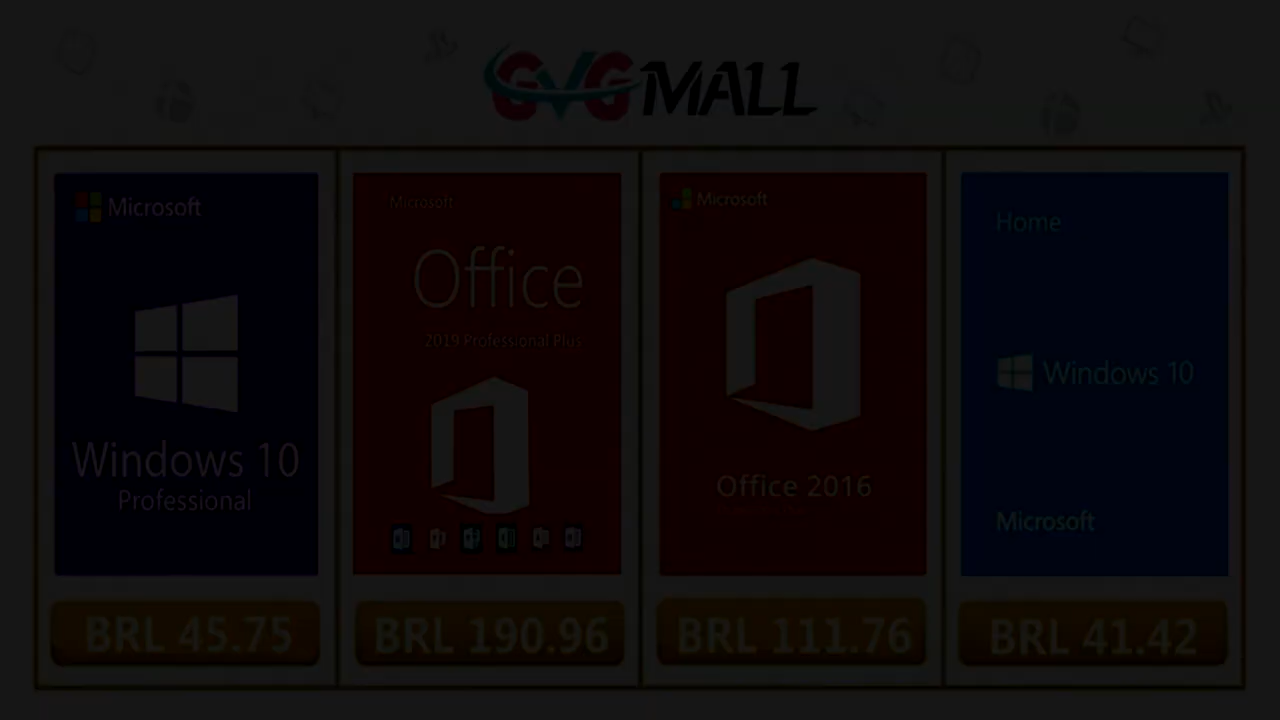 GVGMALL
Microsoft
Windows 10
Professional
BRL 45.75
Microsoft
Office
2019 Professional Plus
BRL 190.96
Microsoft
Office 2016
BRL 111.76
Home
Windows 10
Microsoft
BRL 41.42